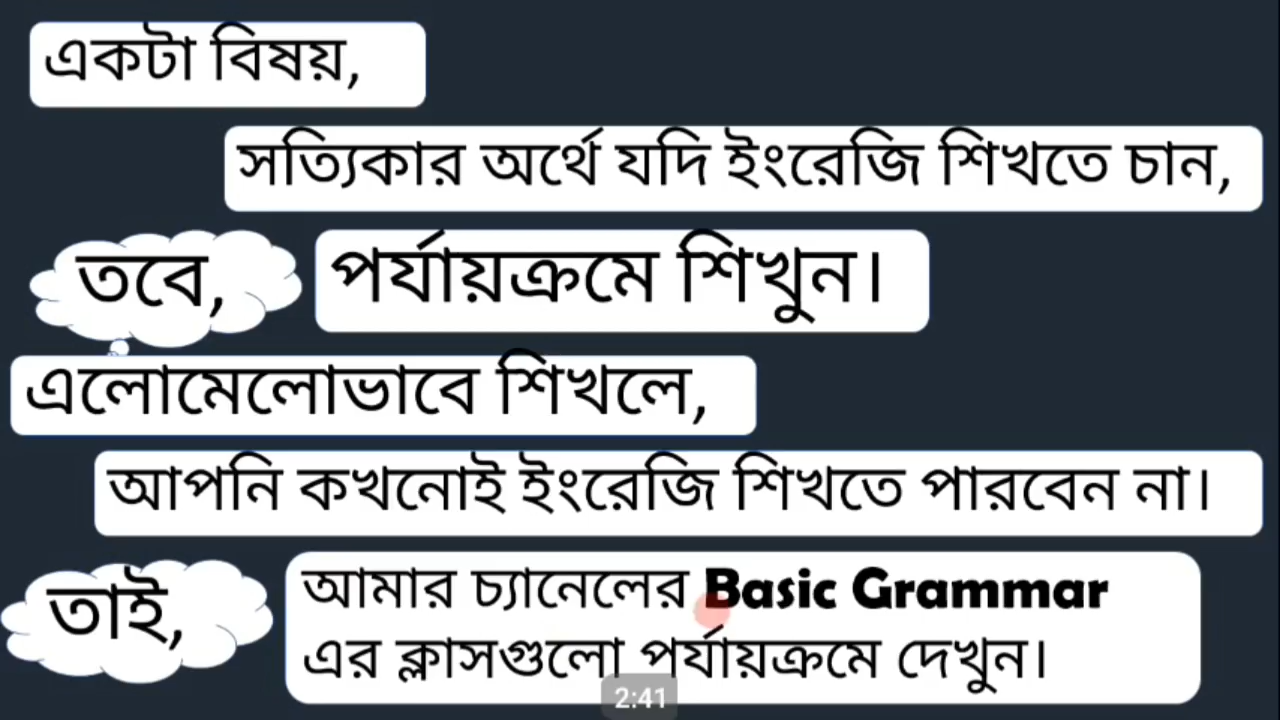 একটা বিষয়,
সত্যিকার অর্থে যদি ইংরেজি শিখতে চান,
তবে, পর্যায়ক্রমে শিখুন।
এলোমেলোভাবে শিখলে,
আপনি কখনোই ইংরেজি শিখতে পারবেন না।
তাই,
আমার চ্যানেলের Basic Grammar
এর ক্লাসগুলো পর্যায়ক্রমে দেখুন।
2:41